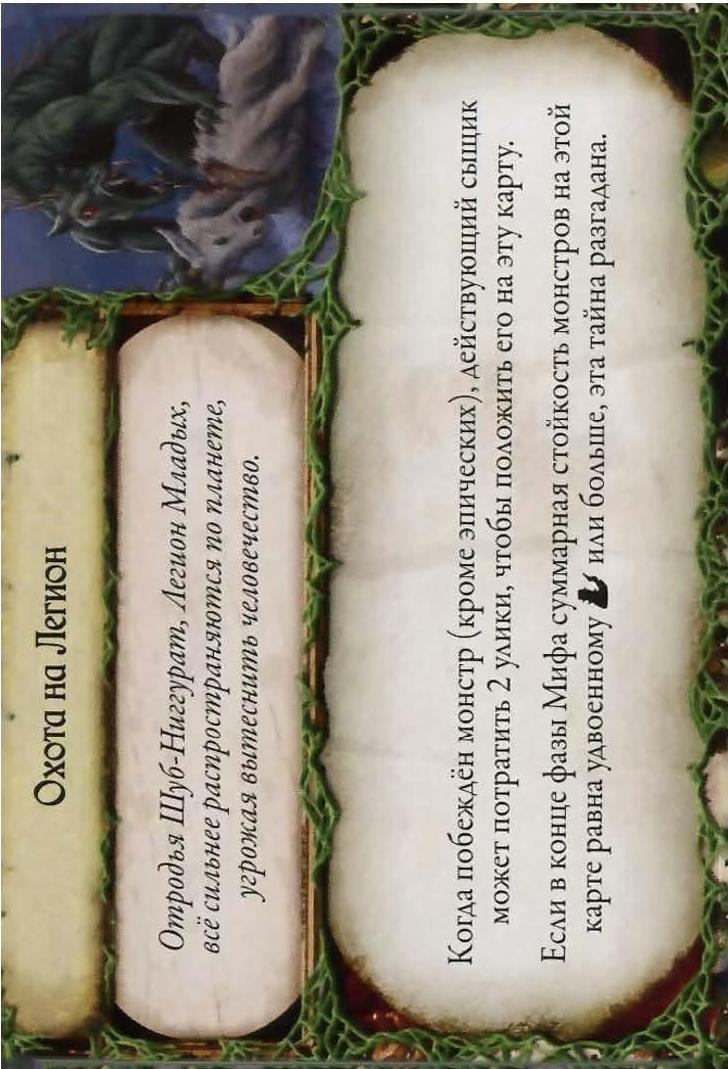 Охота на Легион
Отродья Шуб-Ниггурат, Легион Младых,
всё сильнее распространяются по планете,
угрожая вытеснить человечество.
Когда побеждён монстр (кроме эпических), действующий сыщик
может потратить 2 улики, чтобы положить его на эту карту.
Если в конце фазы Мифа суммарная стойкость монстров на этой
карте равна удвоенному или больше, эта тайна разгадана.